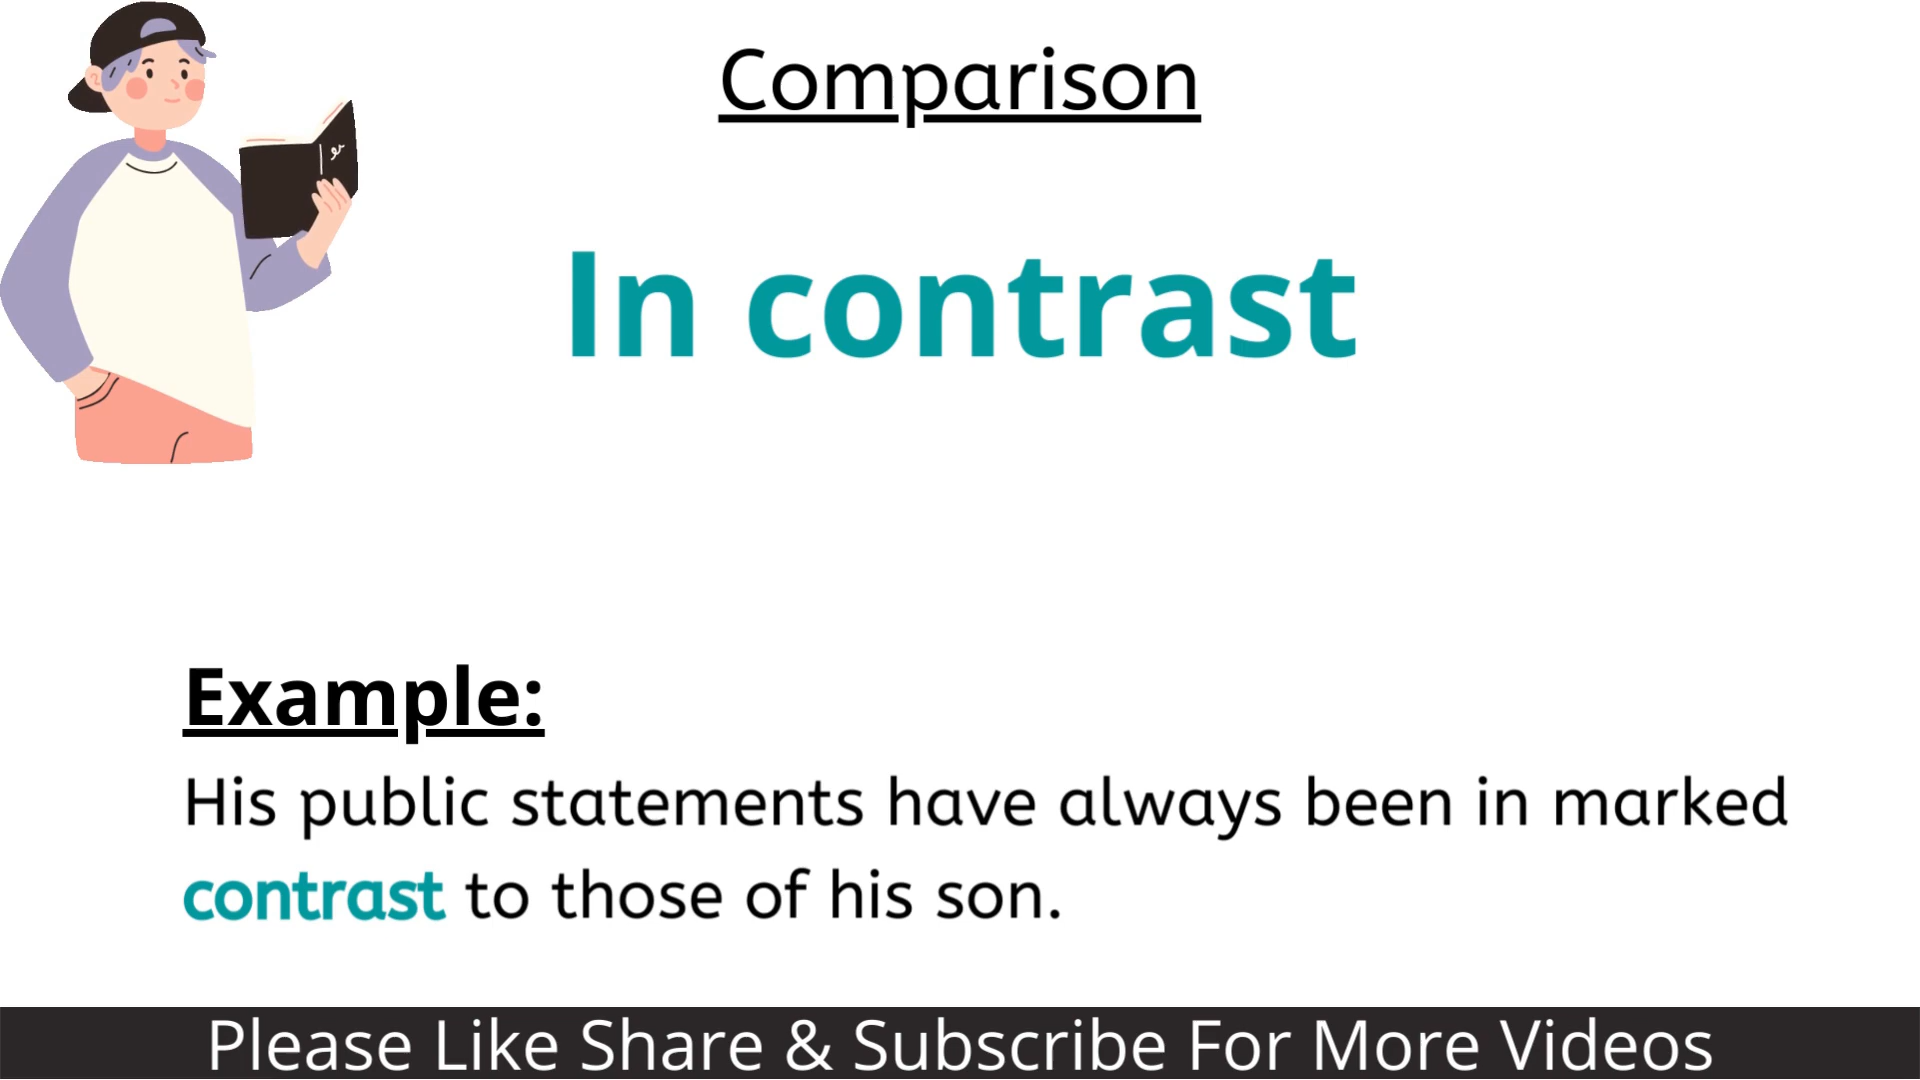 Comparison
In contrast
Example:
His public statements have always been in marked
contrast to those of his son.
Please Like Share & Subscribe For More Videos